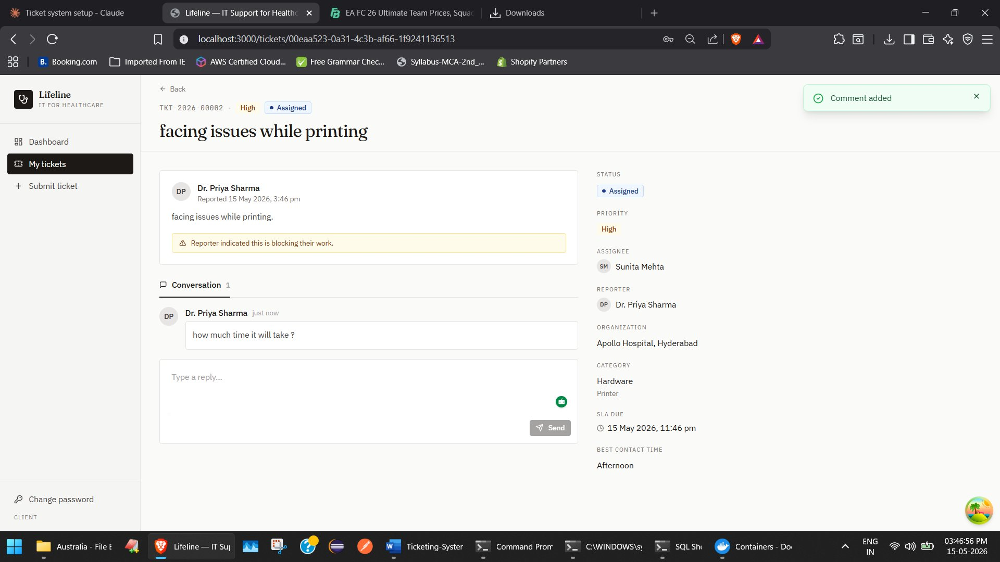 Ticket system setup - Claude
Lifeline — IT Support for Healthc
EA FC 26 Ultimate Team Prices, Squac
Downloads
localhost:3000/tickets/00eaa523-0a31-4c3b-af66-1f9241136513
Booking.com
Imported From IE
AWS Certified Cloud...
Free Grammar Chec...
Syllabus-MCA-2nd_...
Shopify Partners
Lifeline
IT FOR HEALTHCARE
Dashboard
My tickets
Submit ticket
Change password
CLIENT
Back
TKT-2026-00002 · High Assigned
facing issues while printing
Comment added
DP
Dr. Priya Sharma
Reported 15 May 2026, 3:46 pm
facing issues while printing.
Reporter indicated this is blocking their work.
Conversation 1
DP
Dr. Priya Sharma just now
how much time it will take ?
Type a reply...
Send
STATUS
Assigned
PRIORITY
High
ASSIGNEE
SM Sunita Mehta
REPORTER
DP Dr. Priya Sharma
ORGANIZATION
Apollo Hospital, Hyderabad
CATEGORY
Hardware
Printer
SLA DUE
15 May 2026, 11:46 pm
BEST CONTACT TIME
Afternoon
Australia - File E
Lifeline — IT Sup
Ticketing-Syster
Command Prom
C:\WINDOWS\sy
SQL She
Containers - Do
ENG
IN
03:46:56 PM
15-05-2026